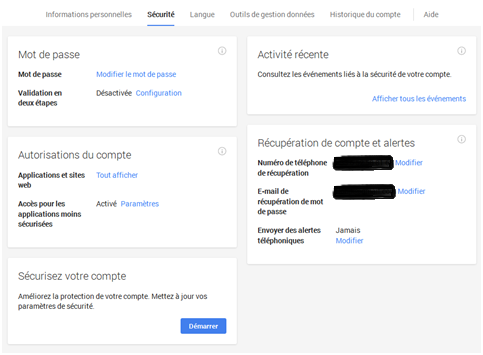 Informations personnelles Sécurité Langue Outils de gestion données Historique du compte Aide
Mot de passe
Mot de passe Modifier le mot de passe
Validation en deux étapes Désactivée Configuration
Autorisations du compte
Applications et sites web Tout afficher
Accès pour les applications moins sécurisées Activé Paramètres
Sécurisez votre compte
Améliorez la protection de votre compte. Mettez à jour vos
paramètres de sécurité.
Démarrer
Activité récente
Consultez les événements liés à la sécurité de votre compte.
Afficher tous les événements
Récupération de compte et alertes
Numéro de téléphone de récupération Modifier
E-mail de récupération de mot de passe Modifier
Envoyer des alertes téléphoniques Jamais
Modifier